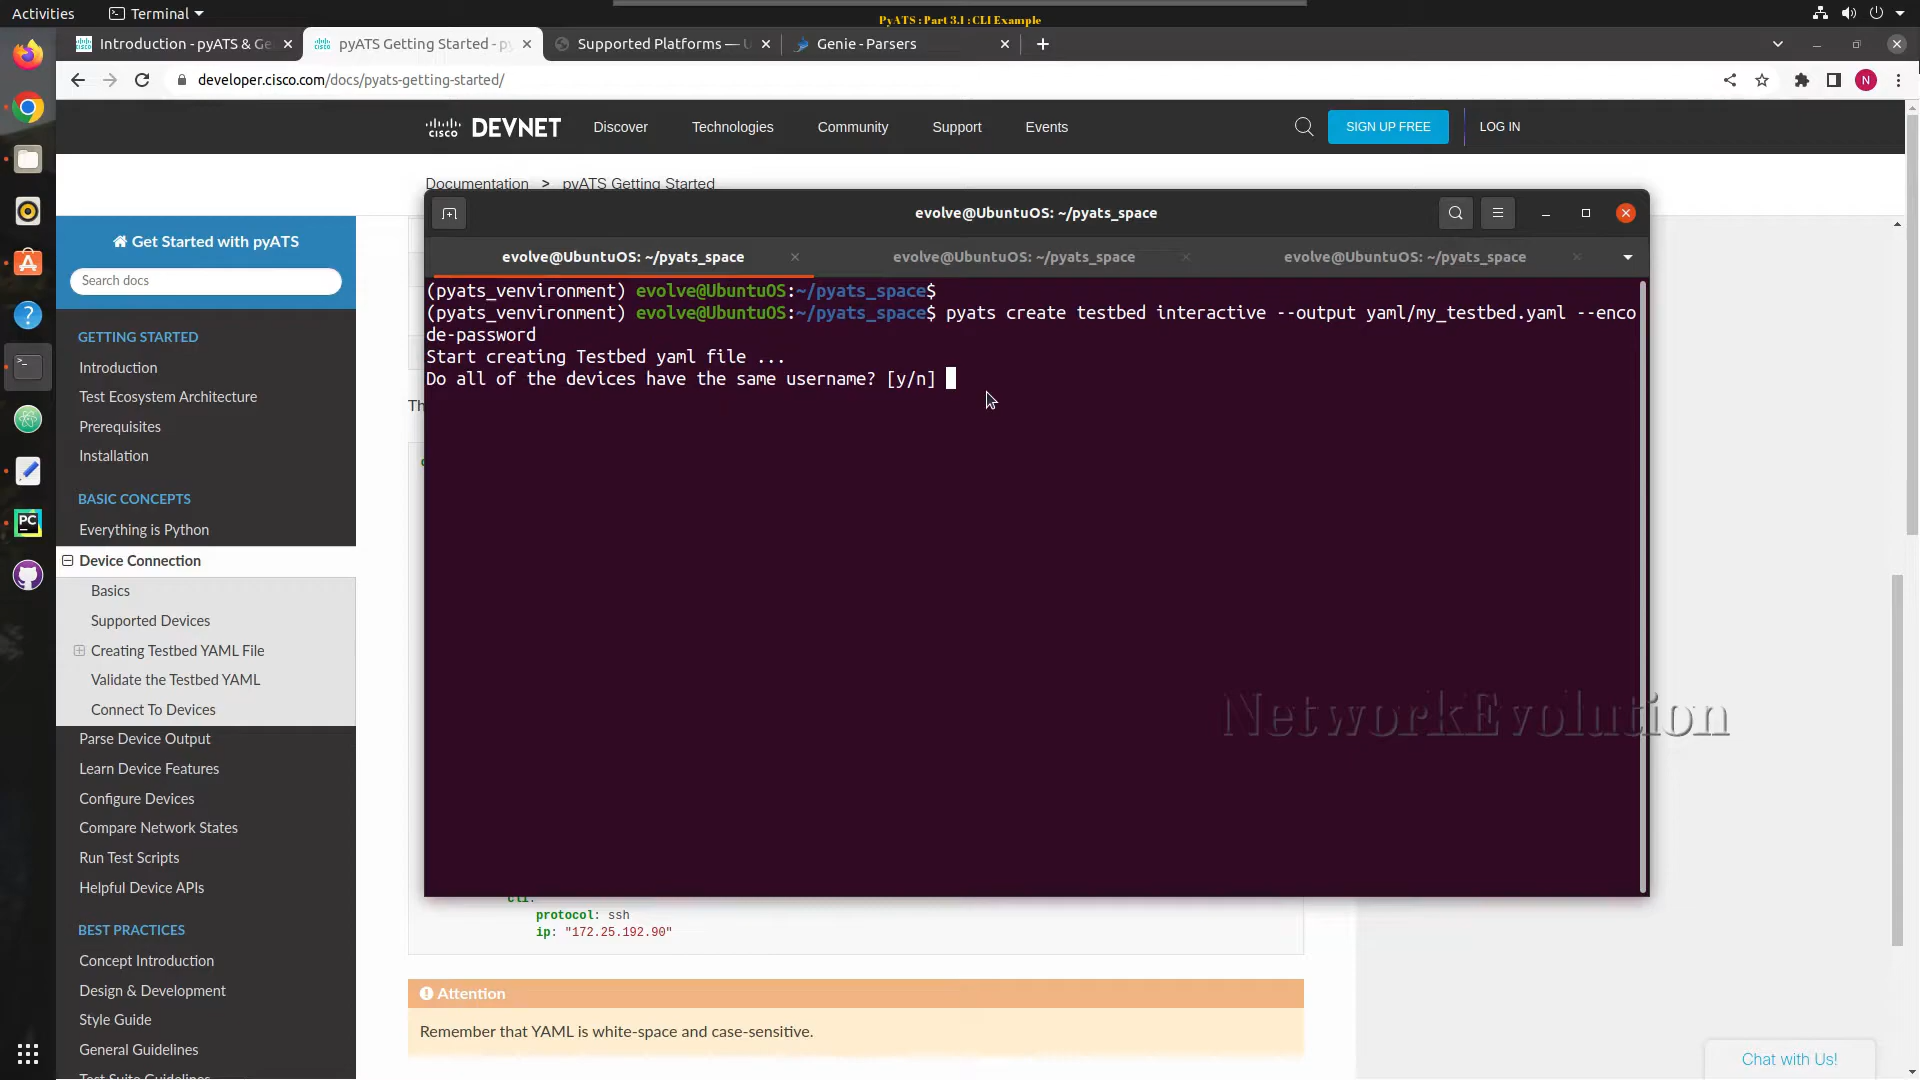 Activities
Terminal
PyATS : Part 3.1 : CLI Example
Introduction - pyATS & Ge
pyATS Getting Started - py
Supported Platforms — U
Genie - Parsers
developer.cisco.com/docs/pyats-getting-started/
N
cisco DEVNET
Discover
Technologies
Community
Support
Events
SIGN UP FREE
LOG IN
Documentation > pyATS Getting Started
Get Started with pyATS
Search docs
GETTING STARTED
Introduction
Test Ecosystem Architecture
Prerequisites
Installation
BASIC CONCEPTS
Everything is Python
Device Connection
Basics
Supported Devices
Creating Testbed YAML File
Validate the Testbed YAML
Connect To Devices
Parse Device Output
Learn Device Features
Configure Devices
Compare Network States
Run Test Scripts
Helpful Device APIs
BEST PRACTICES
Concept Introduction
Design & Development
Style Guide
General Guidelines
Test Suite Guidelines
PC
evolve@UbuntuOS: ~/pyats_space
evolve@UbuntuOS: ~/pyats_space
evolve@UbuntuOS: ~/pyats_space
evolve@UbuntuOS: ~/pyats_space
(pyats_venvironment) evolve@UbuntuOS:~/pyats_space$
(pyats_venvironment) evolve@UbuntuOS:~/pyats_space$ pyats create testbed interactive --output yaml/my_testbed.yaml --enco
de-password
Start creating Testbed yaml file ...
Do all of the devices have the same username? [y/n]
Th
NetworkEvolution
cli:
protocol: ssh
ip: "172.25.192.90"
Attention
Remember that YAML is white-space and case-sensitive.
Chat with Us!